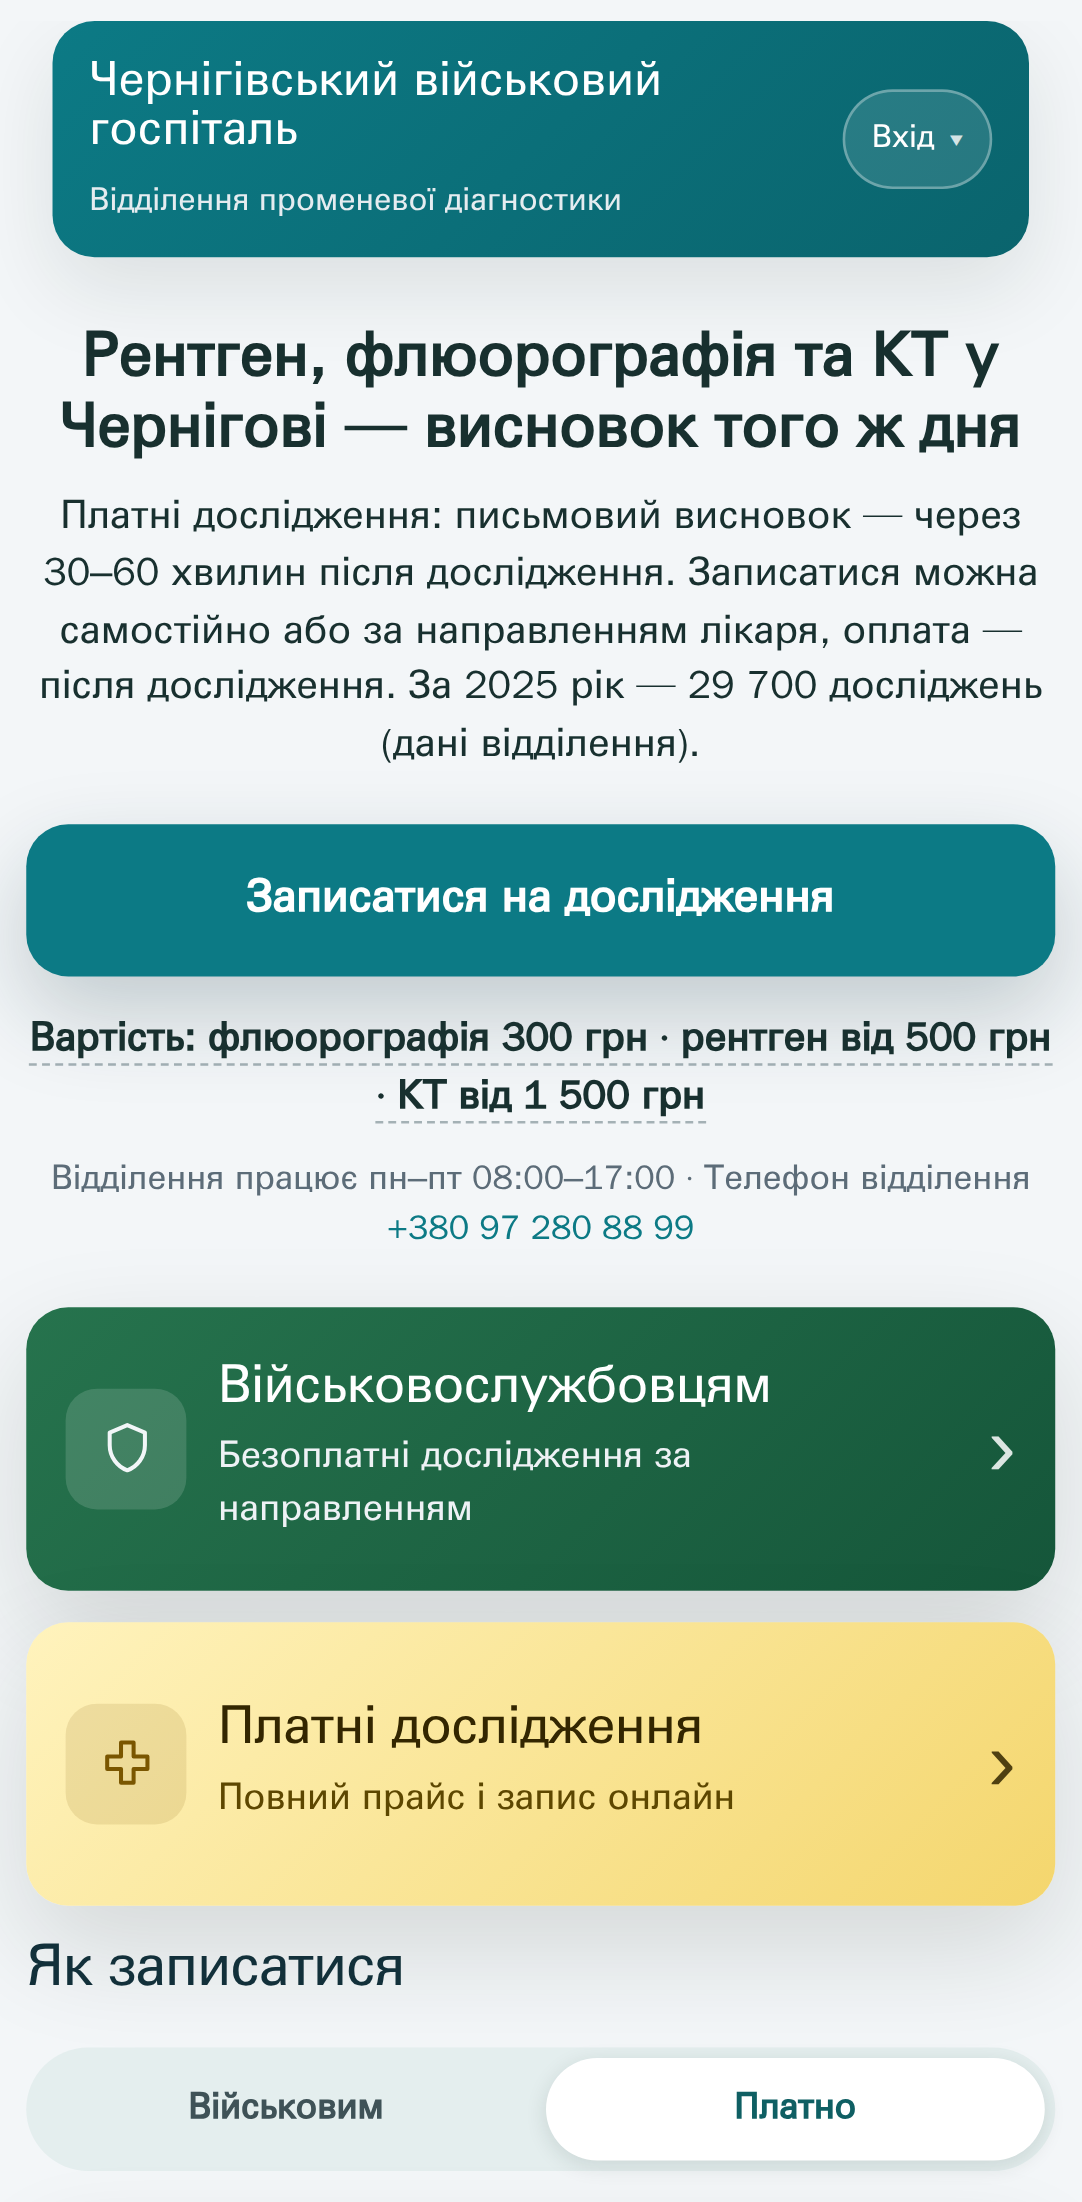 Чернігівський військовий
госпіталь
Вхід ▼
Відділення променевої діагностики
Рентген, флюорографія та КТ у
Чернігові — висновок того ж дня
Платні дослідження: письмовий висновок — через
30–60 хвилин після дослідження. Записатися можна
самостійно або за направленням лікаря, оплата —
після дослідження. За 2025 рік — 29 700 досліджень
(дані відділення).
Записатися на дослідження
Вартість: флюорографія 300 грн · рентген від 500 грн
· КТ від 1 500 грн
Відділення працює пн–пт 08:00–17:00 · Телефон відділення
+380 97 280 88 99
Військовослужбовцям
Безоплатні дослідження за
направленням
Платні дослідження
Повний прайс і запис онлайн
Як записатися
Військовим
Платно